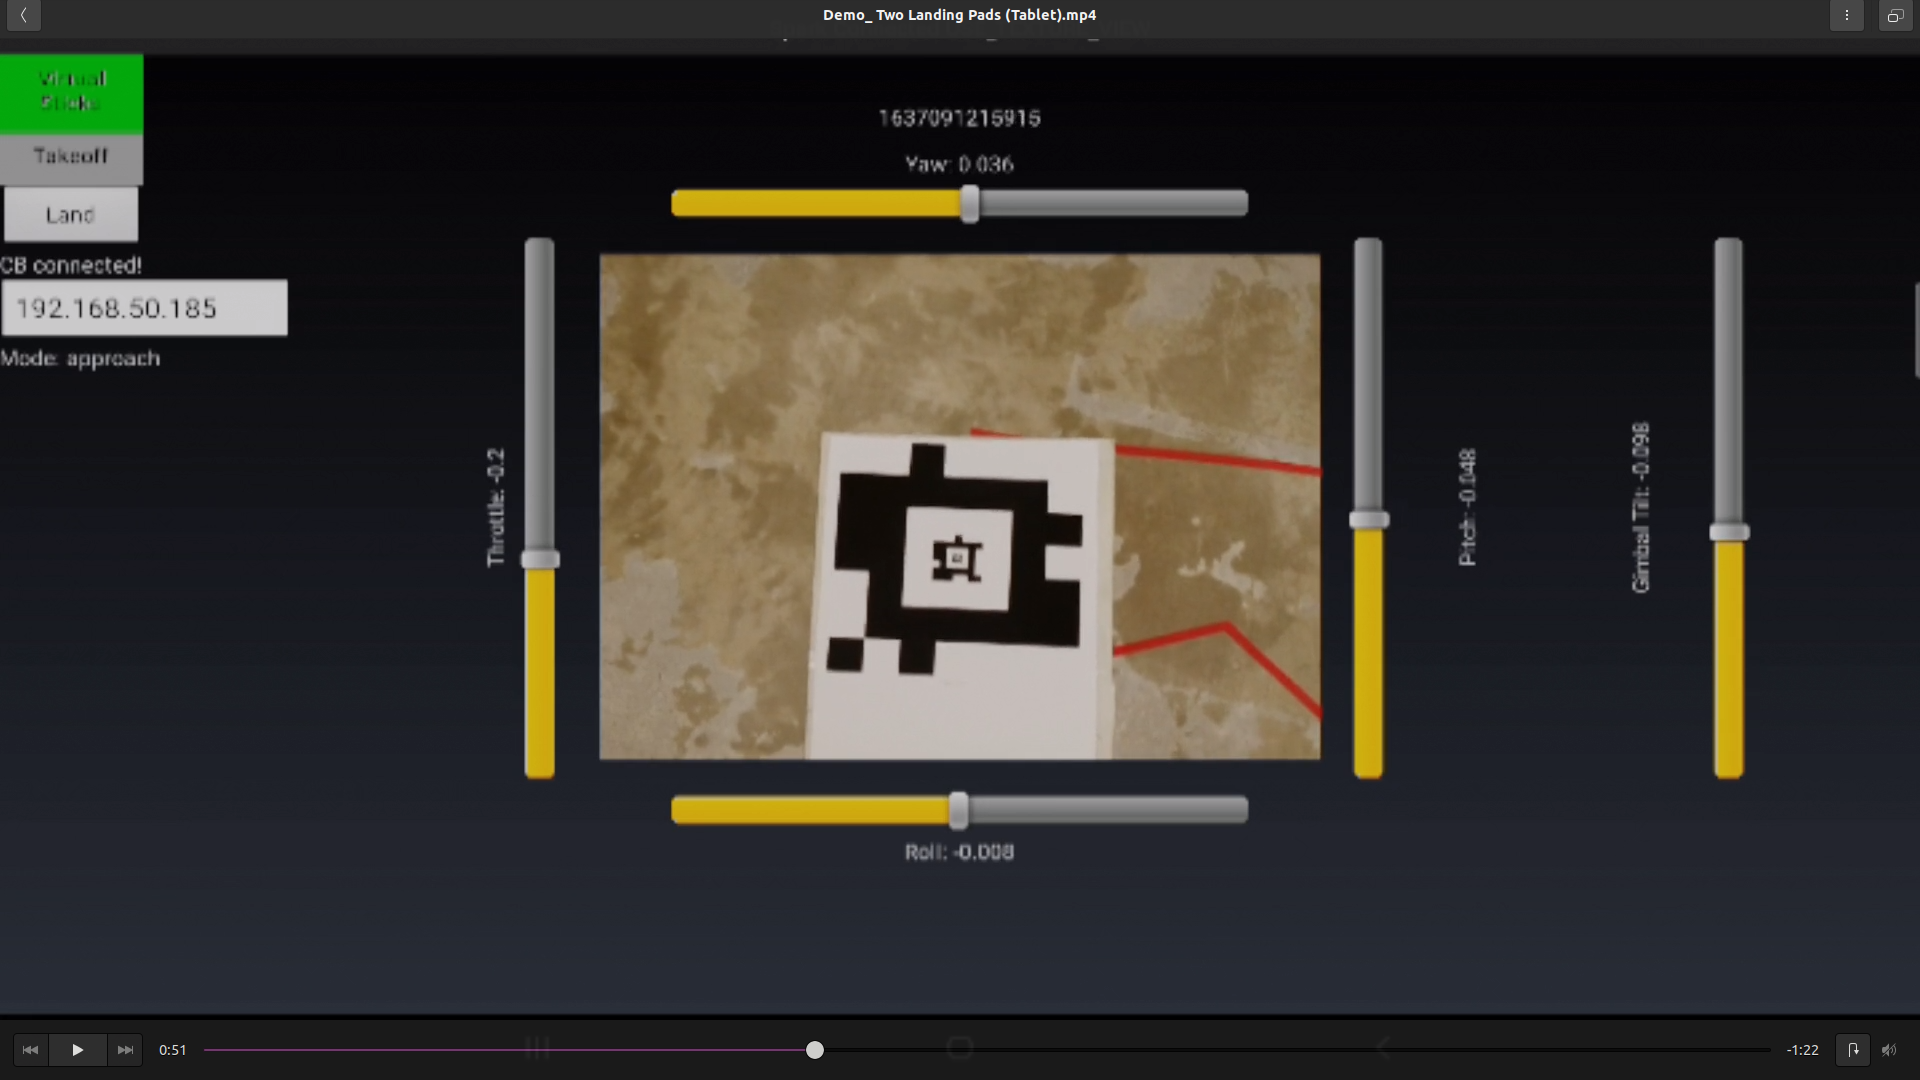 Demo_ Two Landing Pads (Tablet).mp4
Virtual
Sticks
Takeoff
Land
CB connected!
192.168.50.185
Mode: approach
1637091215915
Yaw: 0.036
Throttle: -0.2
Pitch: -0.048
Gimbal Tilt: -0.098
Roll: -0.008
0:51
-1:22